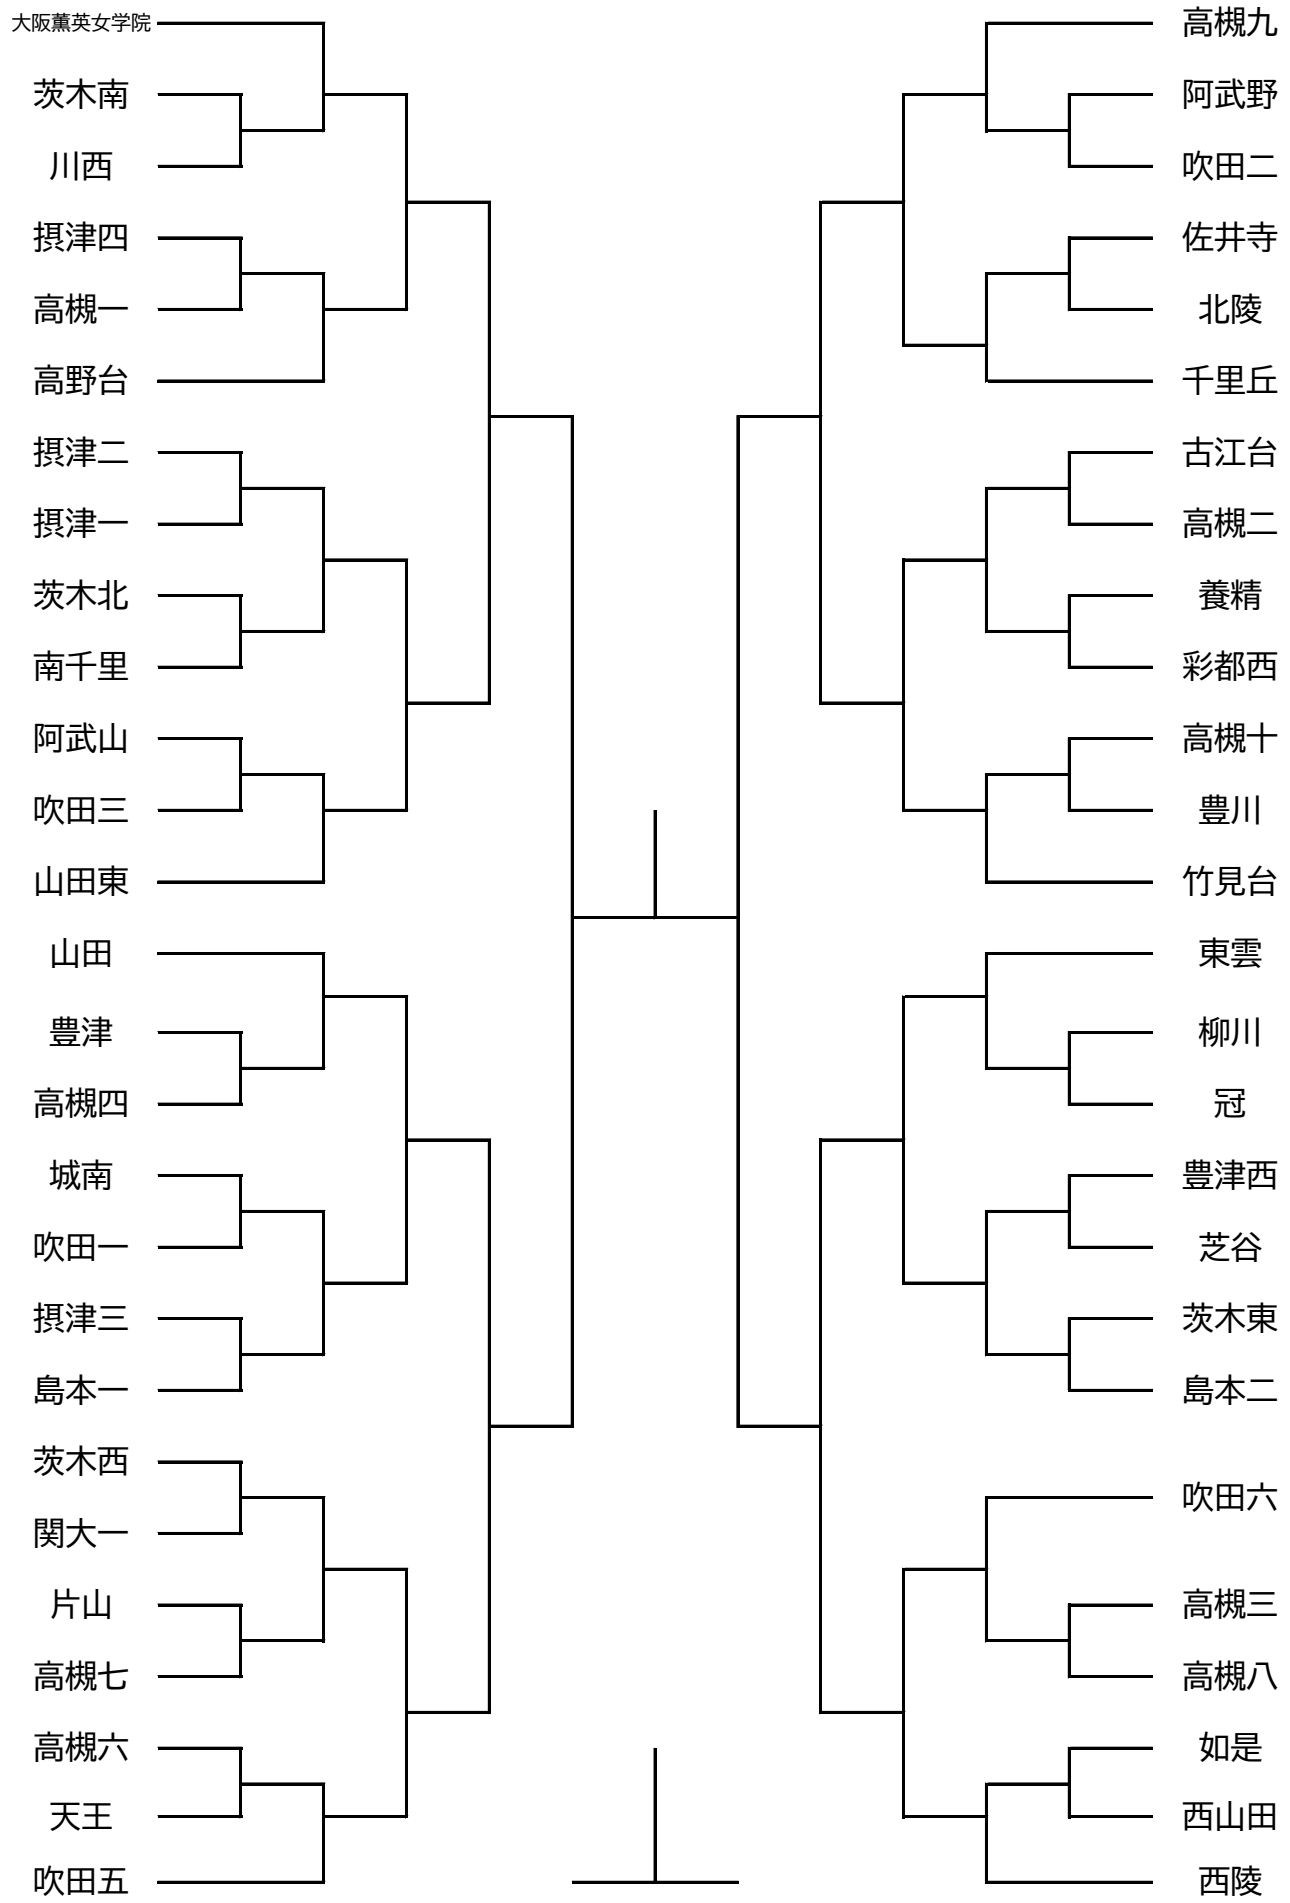 大阪薫英女学院
茨木南
川西
摂津四
高槻一
高野台
摂津二
摂津一
茨木北
南千里
阿武山
吹田三
山田東
山田
豊津
高槻四
城南
吹田一
摂津三
島本一
茨木西
関大一
片山
高槻七
高槻六
天王
吹田五
高槻九
阿武野
吹田二
佐井寺
北陵
千里丘
古江台
高槻二
養精
彩都西
高槻十
豊川
竹見台
東雲
柳川
冠
豊津西
芝谷
茨木東
島本二
吹田六
高槻三
高槻八
如是
西山田
西陵